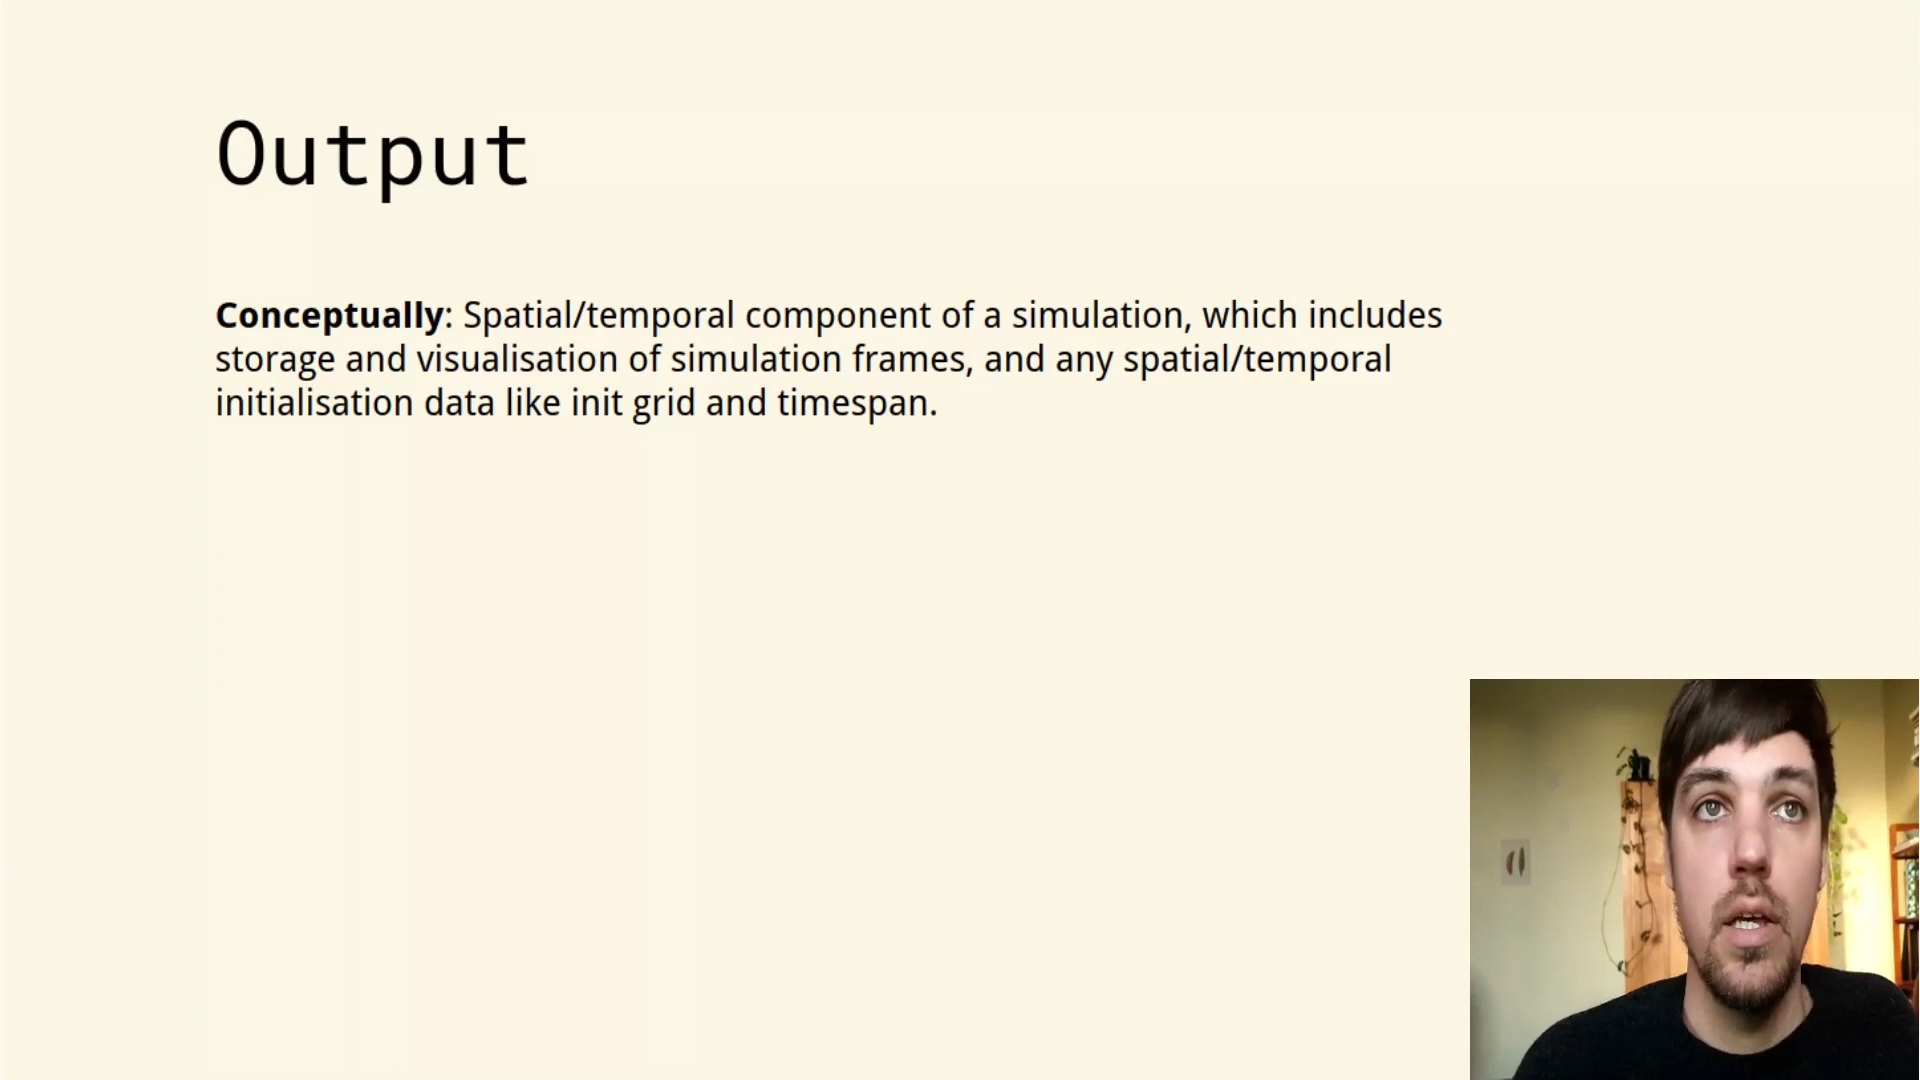 Output
Conceptually: Spatial/temporal component of a simulation, which includes
storage and visualisation of simulation frames, and any spatial/temporal
initialisation data like init grid and timespan.